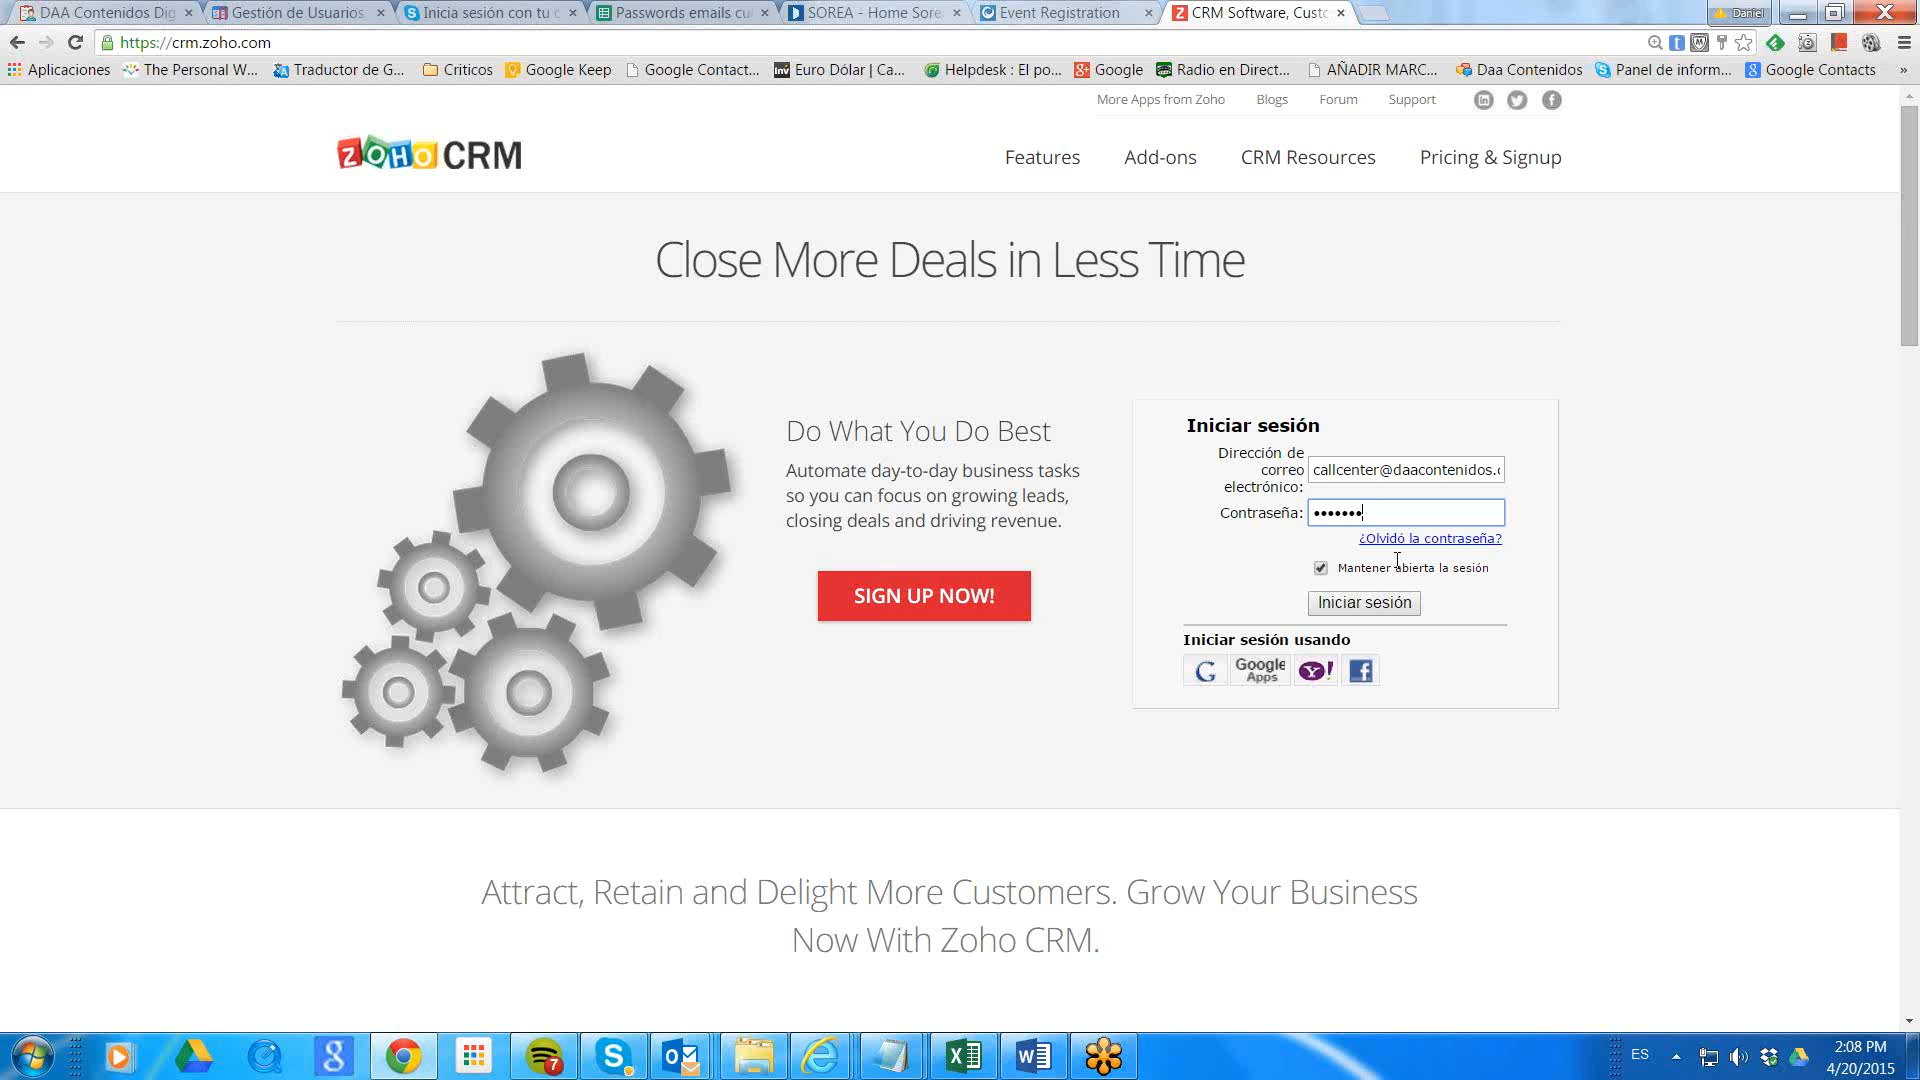 DAA Contenidos Dig
Gestión de Usuarios
Inicia sesión con tu c
Passwords emails cu
SOREA - Home Sore
Event Registration
CRM Software, Custo
Daniel
https://crm.zoho.com
Aplicaciones
The Personal W...
Traductor de G...
Criticos
Google Keep
Google Contact...
Euro Dólar | Ca...
Helpdesk : El po...
Google
Radio en Direct...
AÑADIR MARC...
Daa Contenidos
Panel de inform...
Google Contacts
»
More Apps from Zoho
Blogs
Forum
Support
ZOHO CRM
Features
Add-ons
CRM Resources
Pricing & Signup
Close More Deals in Less Time
Do What You Do Best
Automate day-to-day business tasks
so you can focus on growing leads,
closing deals and driving revenue.
SIGN UP NOW!
Iniciar sesión
Dirección de
correo
electrónico:
callcenter@daacontenidos.
Contraseña:
•••••••
¿Olvidó la contraseña?
Mantener abierta la sesión
Iniciar sesión
Iniciar sesión usando
Google
Apps
Attract, Retain and Delight More Customers. Grow Your Business
Now With Zoho CRM.
7
ES
2:08 PM
4/20/2015